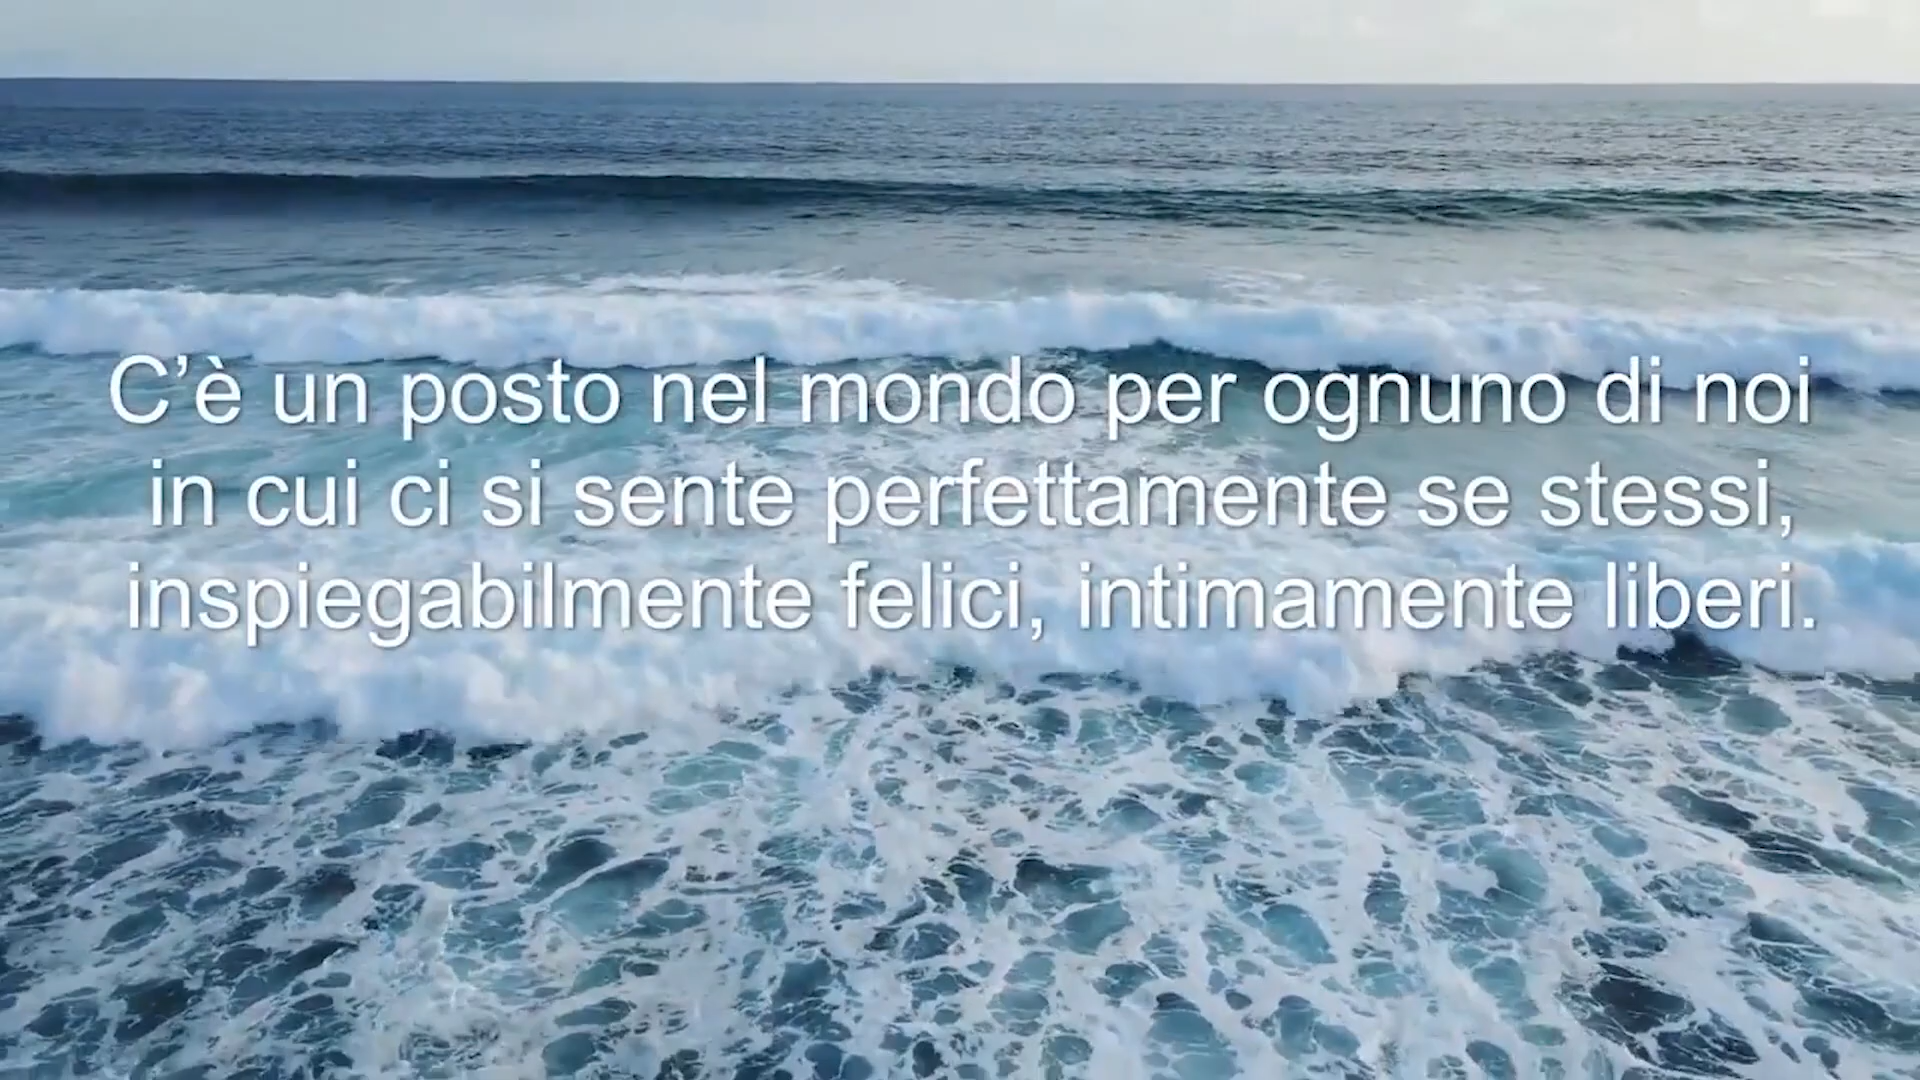 C’è un posto nel mondo per ognuno di noi
in cui ci si sente perfettamente se stessi,
inspiegabilmente felici, intimamente liberi.